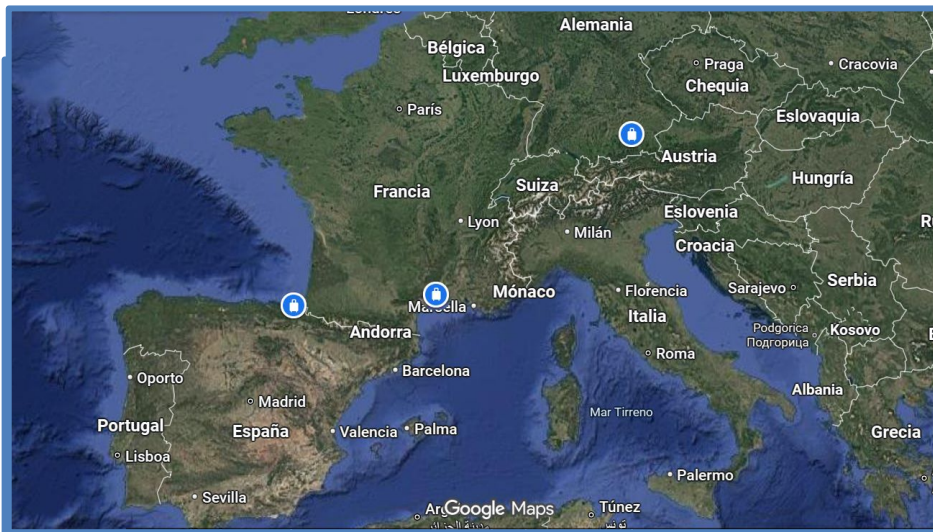 Londres
Alemania
Bélgica
Praga
Cracovia
Luxemburgo
Chequia
París
Eslovaquia
Austria
Suiza
Hungría
Francia
Eslovenia
Lyon
Milán
Croacia
Serbia
Mónaco
Florencia
Sarajevo
Marsella
Italia
Podgorica
Подгорица
Kosovo
Andorra
Roma
Barcelona
Oporto
Albania
Madrid
Mar Tirreno
Portugal
España
Valencia
Palma
Grecia
Lisboa
Palermo
Sevilla
Google Maps
Túnez
تونس